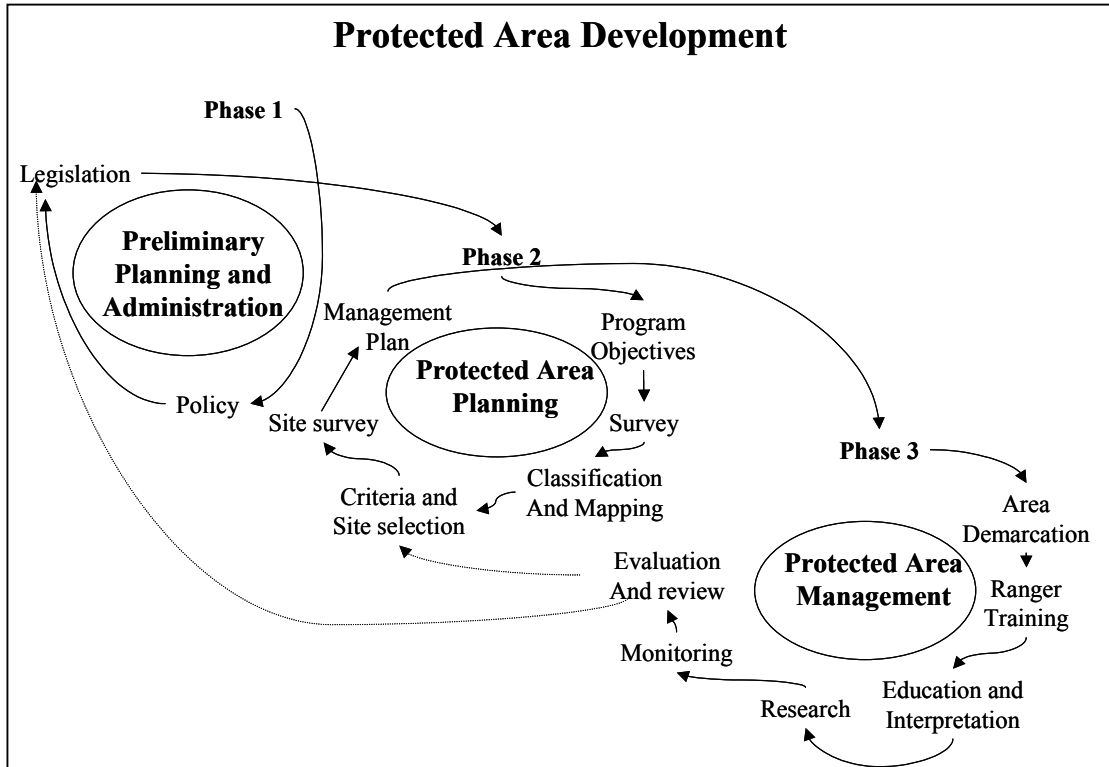 Protected Area Development
Phase 1
Legislation
Preliminary
Planning and
Administration
Policy
Phase 2
Program
Objectives
Survey
Classification
And Mapping
Criteria and
Site selection
Site survey
Management
Plan
Protected Area
Planning
Phase 3
Area
Demarcation
Ranger
Training
Education and
Interpretation
Research
Monitoring
Evaluation
And review
Protected Area
Management